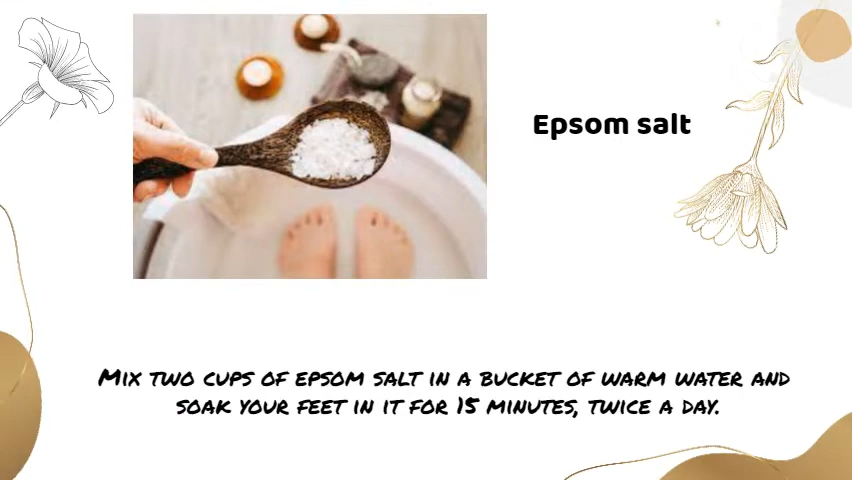 Epsom salt
Mix two cups of epsom salt in a bucket of warm water and
soak your feet in it for 15 minutes, twice a day.